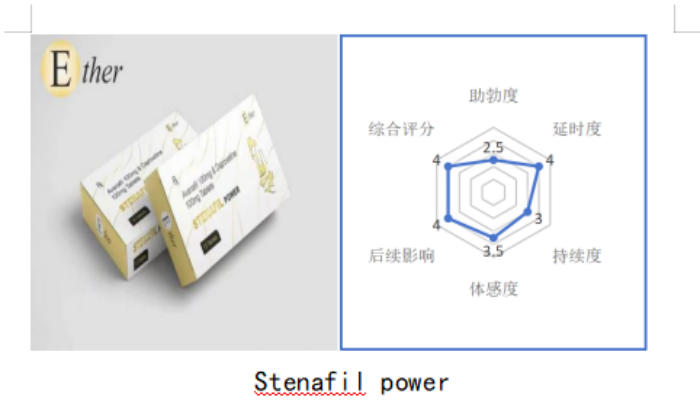 Ether
Avanafil 100mg & Dapoxetine
100mg Tablets
STENAFIL POWER
助勃度
综合评分
延时度
2.5
4
4
4
3
3.5
后续影响
持续度
体感度
Stenafil power